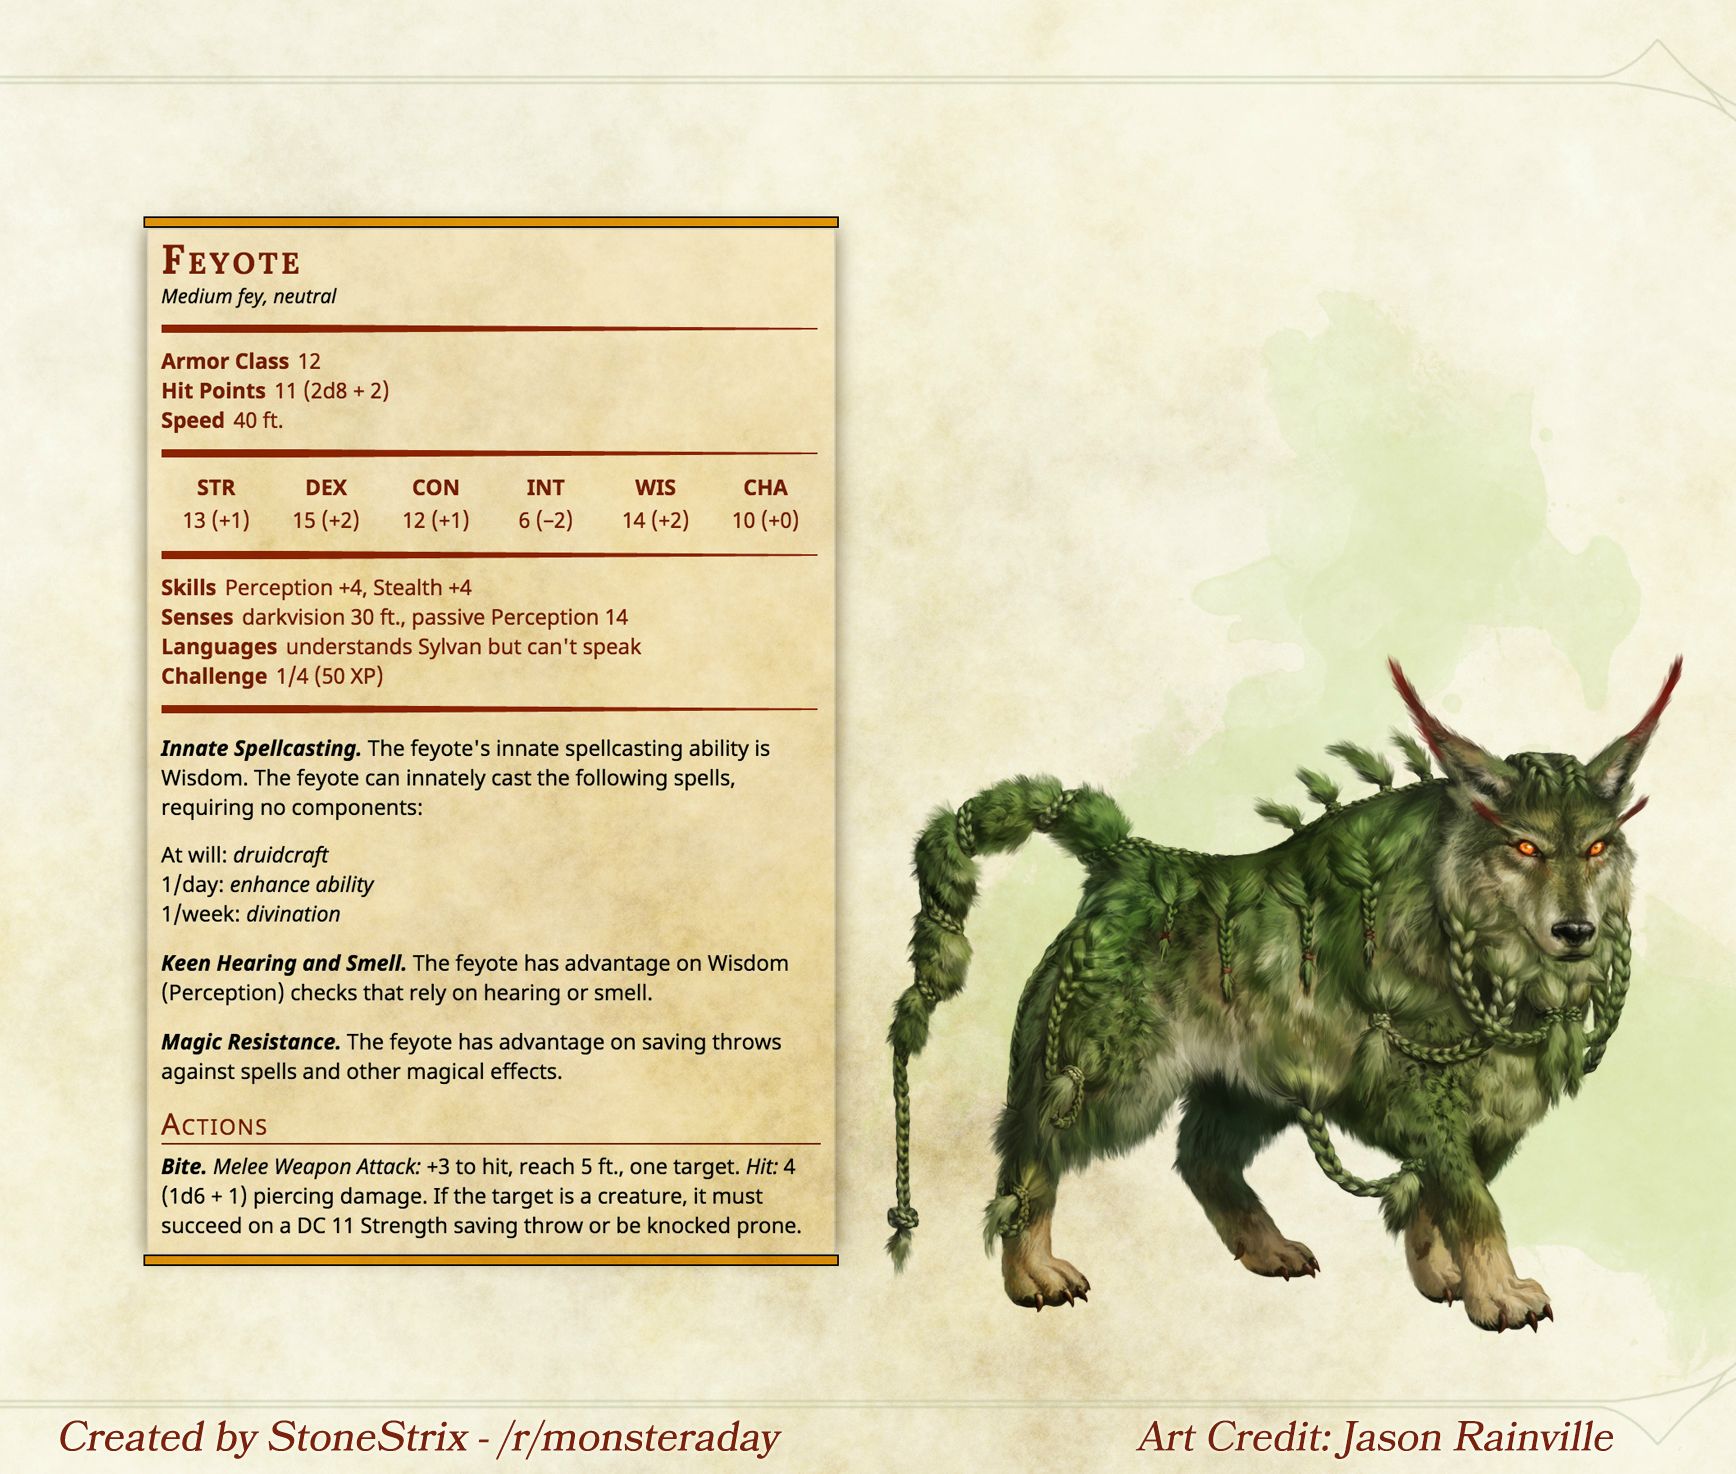 Feyote
Medium fey, neutral
Armor Class 12
Hit Points 11 (2d8 + 2)
Speed 40 ft.
STR DEX CON INT WIS CHA
13 (+1) 15 (+2) 12 (+1) 6 (−2) 14 (+2) 10 (+0)
Skills Perception +4, Stealth +4
Senses darkvision 30 ft., passive Perception 14
Languages understands Sylvan but can't speak
Challenge 1/4 (50 XP)
Innate Spellcasting. The feyote's innate spellcasting ability is
Wisdom. The feyote can innately cast the following spells,
requiring no components:
At will: druidcraft
1/day: enhance ability
1/week: divination
Keen Hearing and Smell. The feyote has advantage on Wisdom
(Perception) checks that rely on hearing or smell.
Magic Resistance. The feyote has advantage on saving throws
against spells and other magical effects.
Actions
Bite. Melee Weapon Attack: +3 to hit, reach 5 ft., one target. Hit: 4
(1d6 + 1) piercing damage. If the target is a creature, it must
succeed on a DC 11 Strength saving throw or be knocked prone.
Created by StoneStrix - /r/monsteraday
Art Credit: Jason Rainville